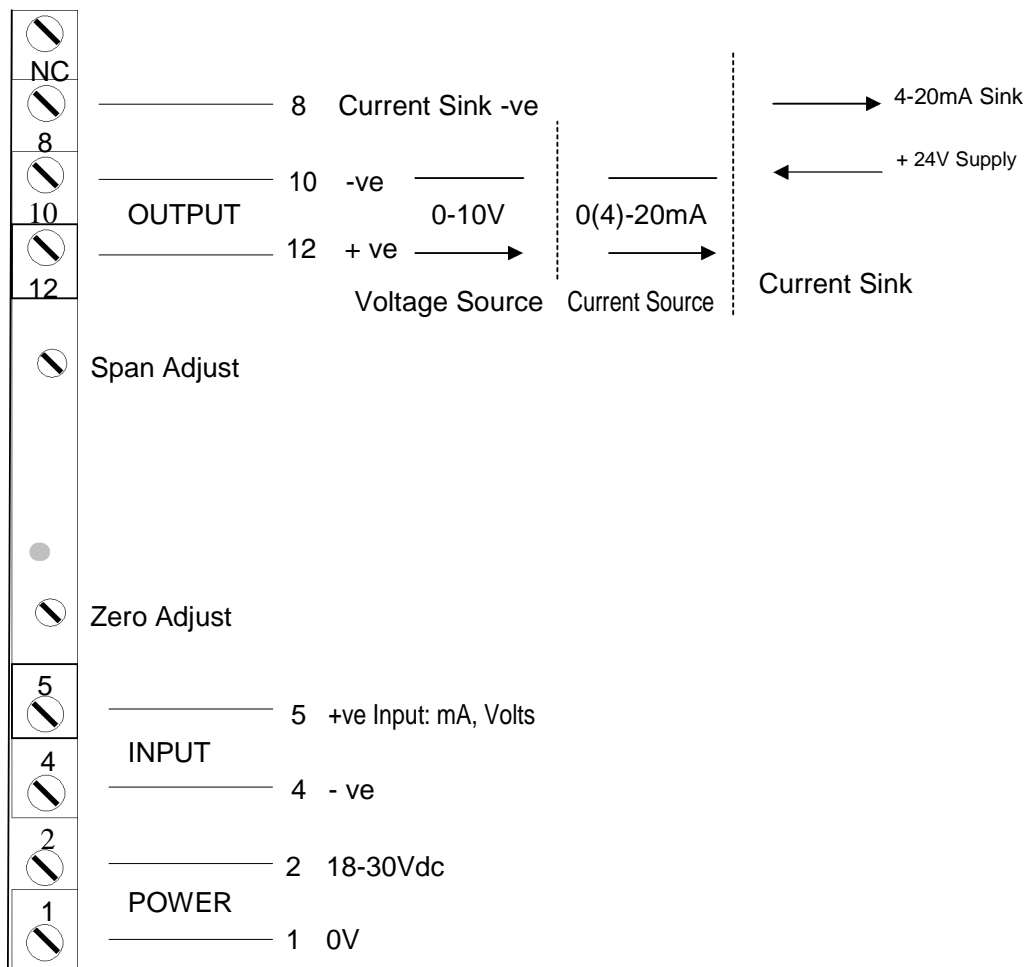 NC
8 Current Sink -ve
4-20mA Sink
8
+ 24V Supply
10 -ve
10
OUTPUT
0-10V
0(4)-20mA
12 + ve
12
Voltage Source
Current Source
Current Sink
Span Adjust
Zero Adjust
5
5 +ve Input: mA, Volts
INPUT
4
4 - ve
2
2 18-30Vdc
POWER
1
1 0V